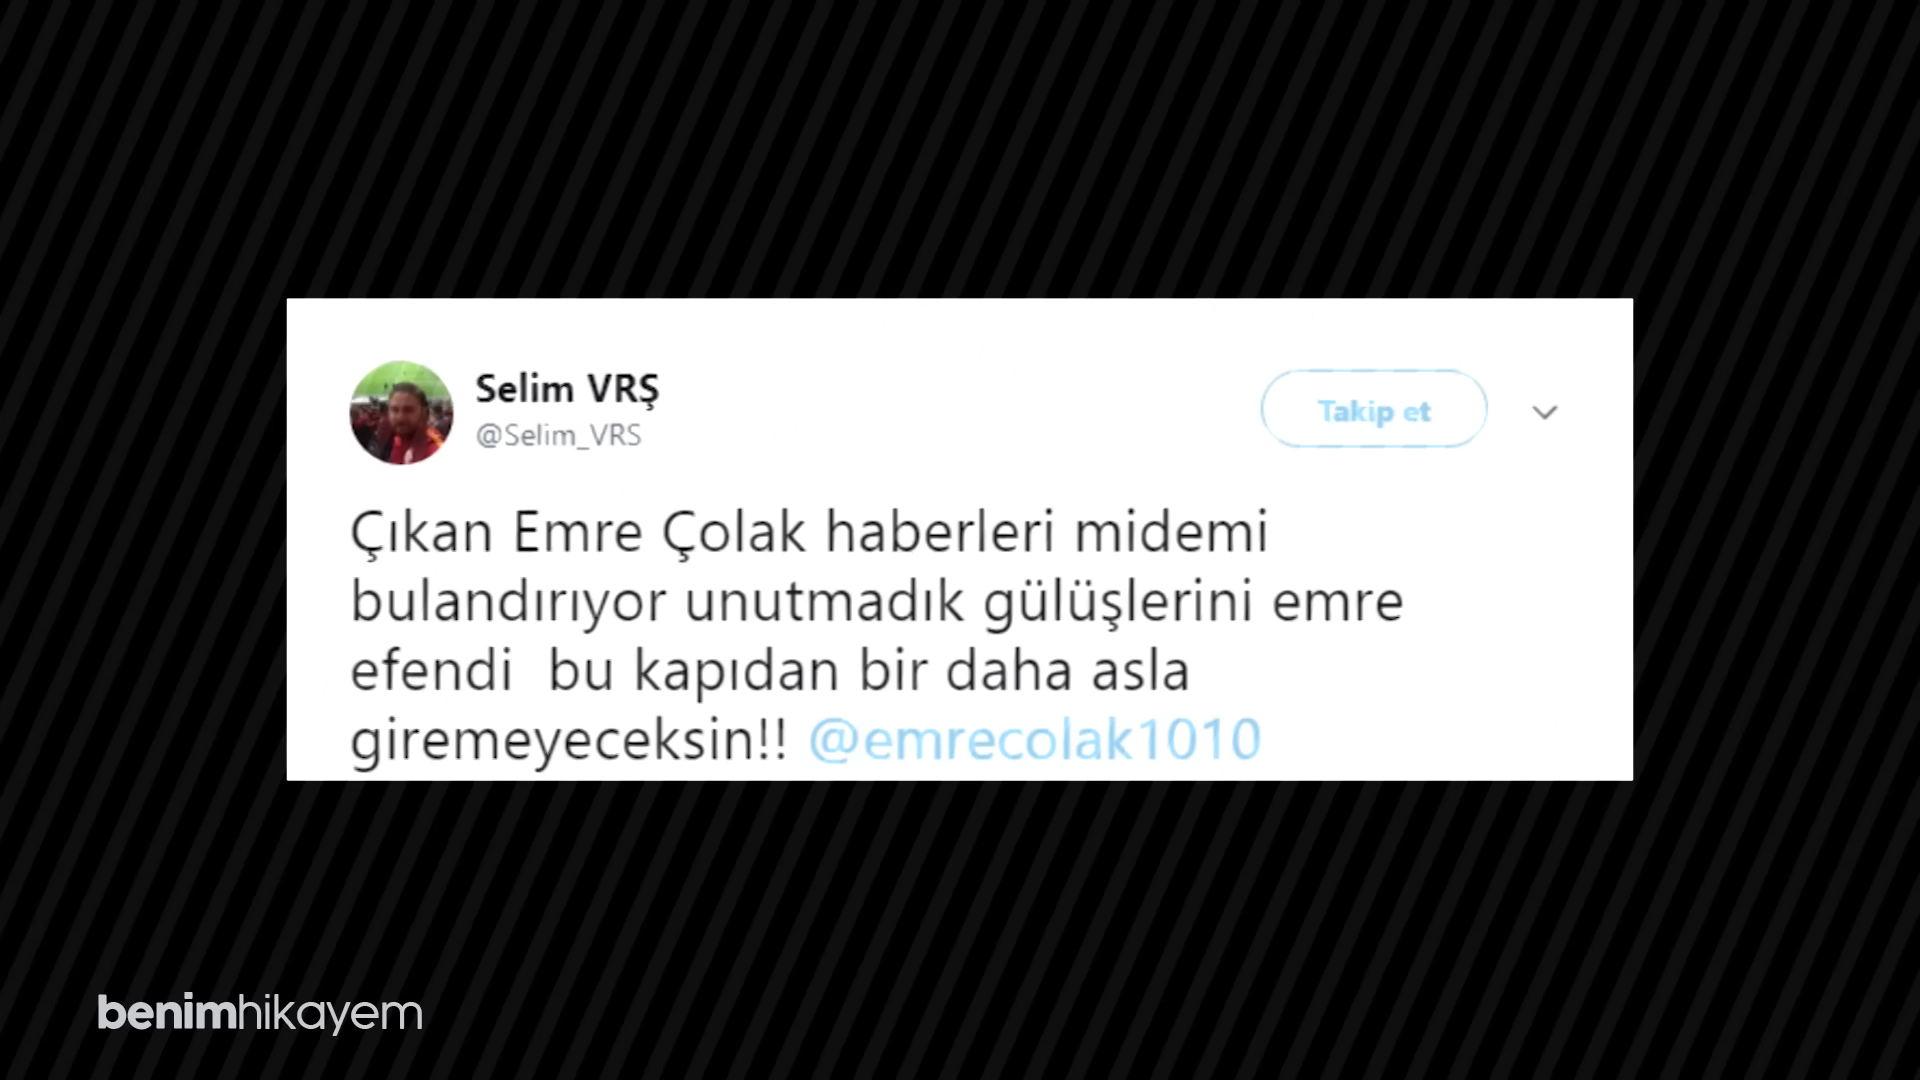 Selim VRŞ
@Selim_VRS
Takip et
Çıkan Emre Çolak haberleri midemi
bulandırıyor unutmadık gülüşlerini emre
efendi  bu kapıdan bir daha asla
giremeyeceksin!! @emrecolak1010
benimhikayem